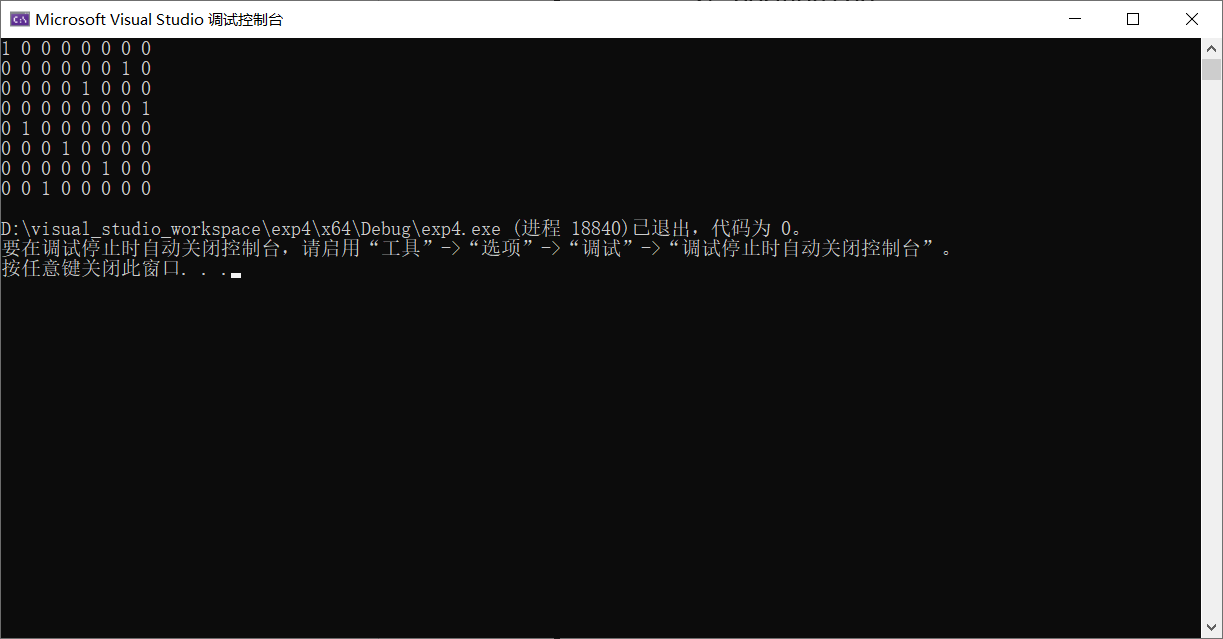 Microsoft Visual Studio 调试控制台
1 0 0 0 0 0 0 0
0 0 0 0 0 0 1 0
0 0 0 0 1 0 0 0
0 0 0 0 0 0 0 1
0 1 0 0 0 0 0 0
0 0 0 1 0 0 0 0
0 0 0 0 0 1 0 0
0 0 1 0 0 0 0 0
D:\visual_studio_workspace\exp4\x64\Debug\exp4.exe (进程 18840)已退出，代码为 0。
要在调试停止时自动关闭控制台，请启用“工具”->“选项”->“调试”->“调试停止时自动关闭控制台”。
按任意键关闭此窗口. . .